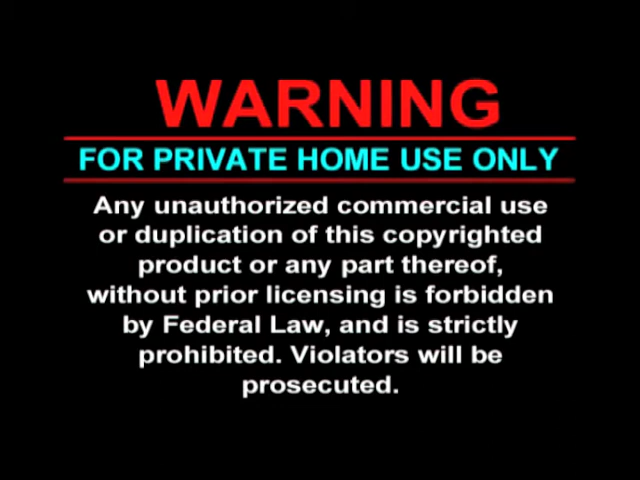 WARNING
FOR PRIVATE HOME USE ONLY
Any unauthorized commercial use
or duplication of this copyrighted
product or any part thereof,
without prior licensing is forbidden
by Federal Law, and is strictly
prohibited. Violators will be
prosecuted.